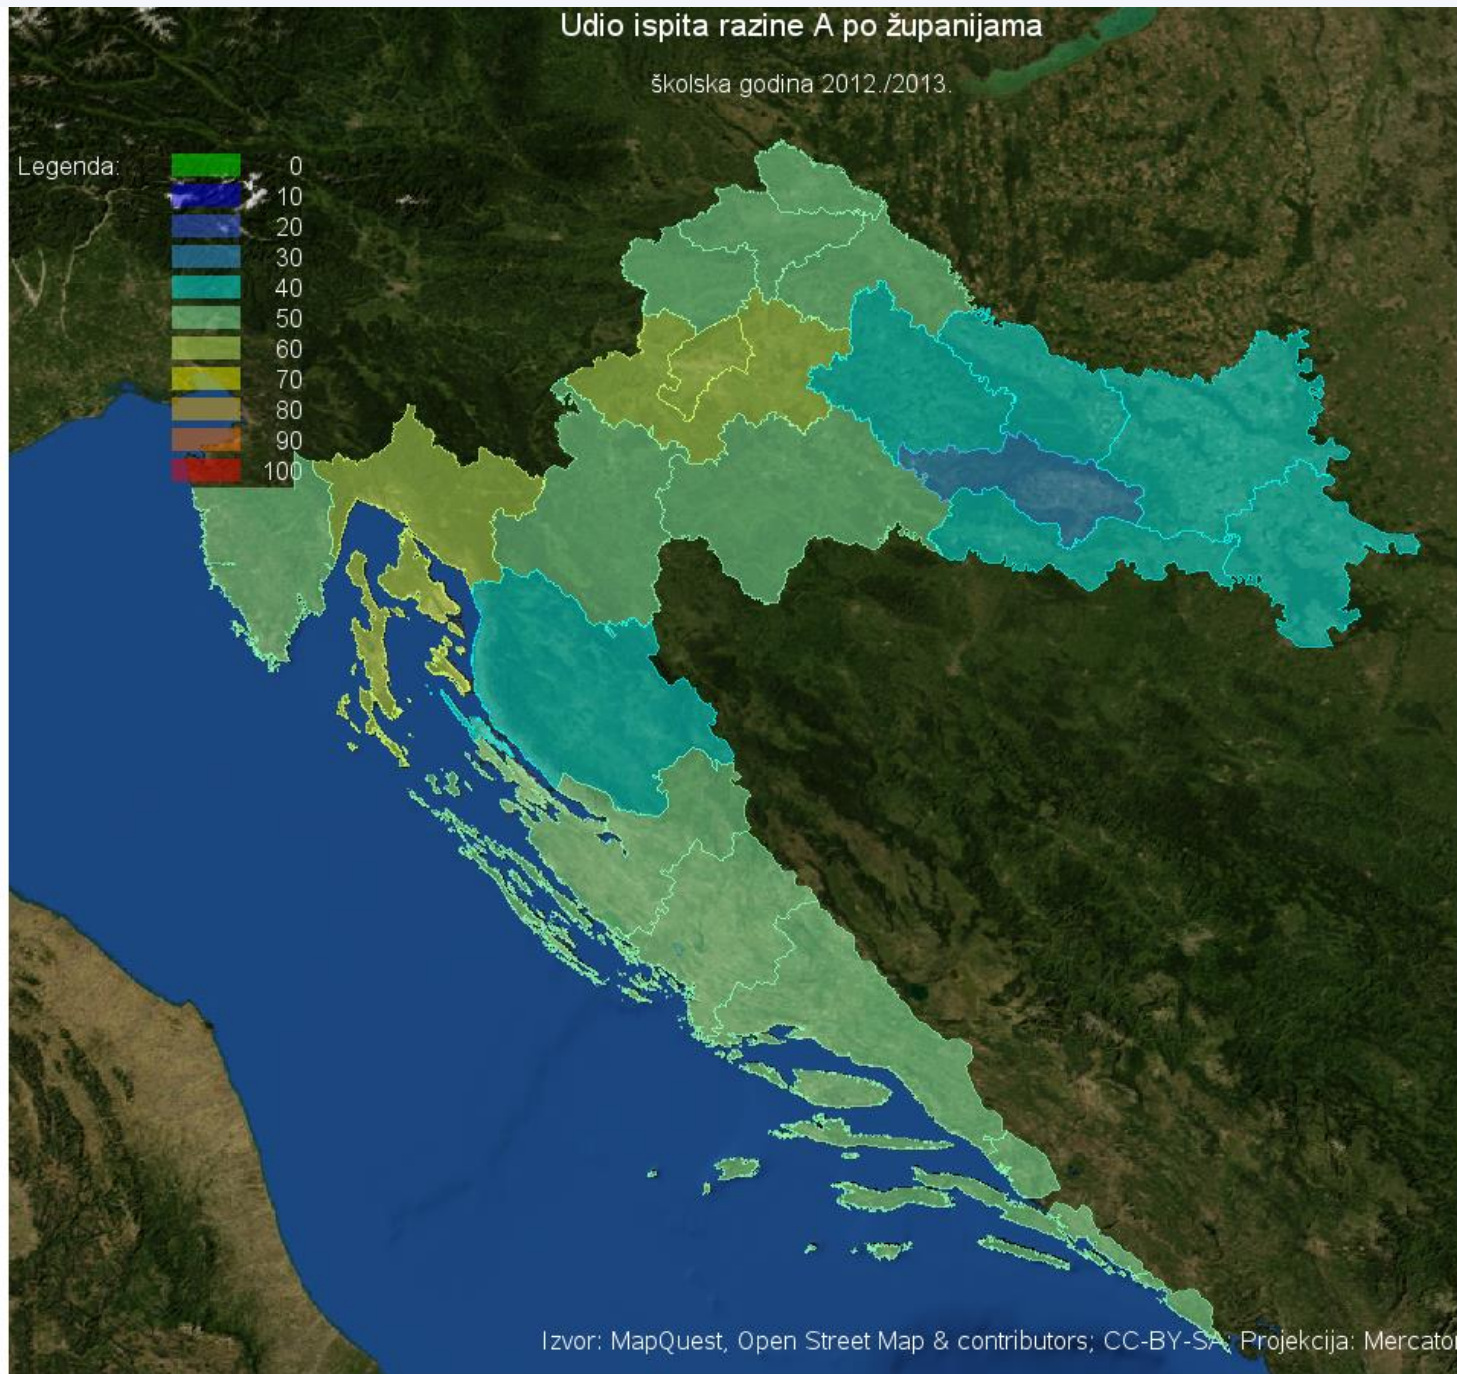 Udio ispita razine A po županijama
školska godina 2012./2013.
Legenda:
0
10
20
30
40
50
60
70
80
90
100
Izvor: MapQuest, Open Street Map & contributors; CC-BY-SA; Projekcija: Mercator